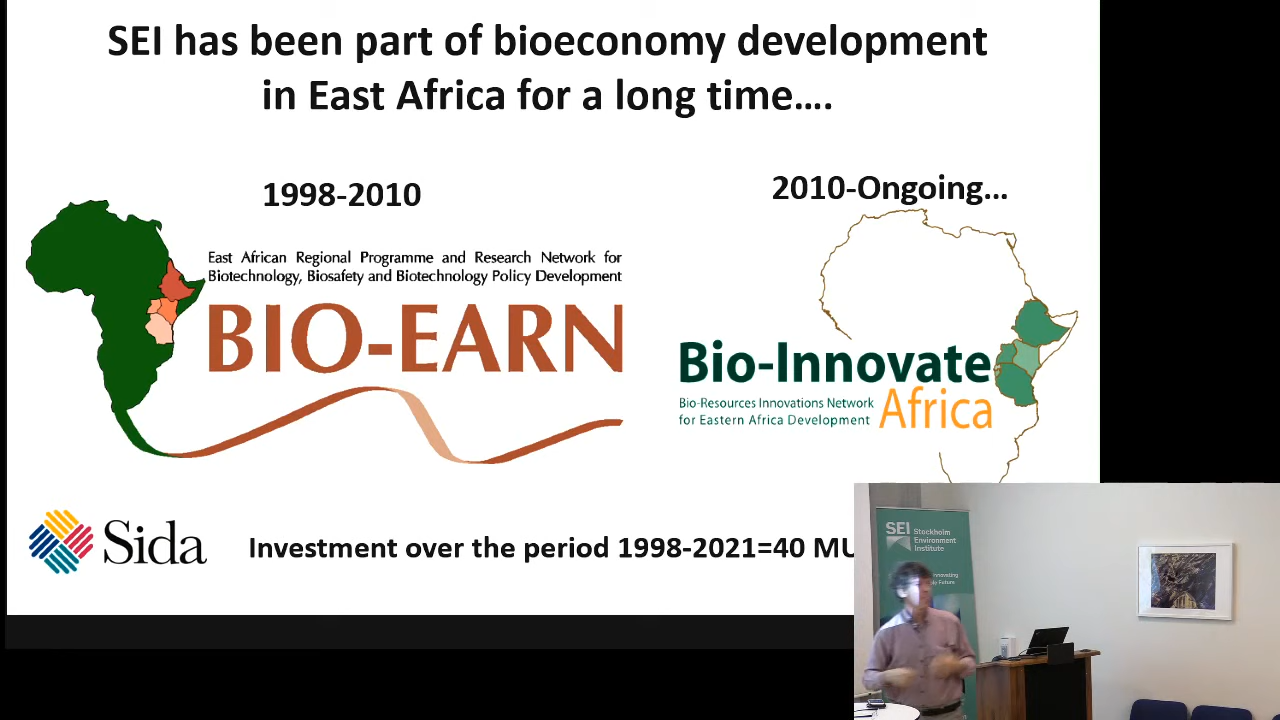 SEI has been part of bioeconomy development
in East Africa for a long time….
1998-2010
2010-Ongoing…
East African Regional Programme and Research Network for
Biotechnology, Biosafety and Biotechnology Policy Development
BIO-EARN
Bio-Innovate
Africa
Bio-Resources Innovations Network
for Eastern Africa Development
Sida
Investment over the period 1998-2021=40 MU
SEI
Stockholm
Environment
Institute
Future